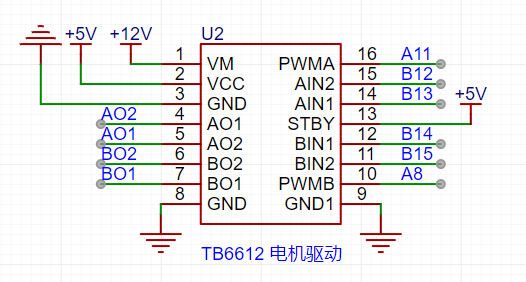 U2
+5V +12V
1 VM PWMA 16 A11
2 VCC AIN2 15 B12
3 GND AIN1 14 B13
+5V
AO2 4 AO1 STBY 13
AO1 5 AO2 BIN1 12 B14
BO2 6 BO2 BIN2 11 B15
BO1 7 BO1 PWMB 10 A8
8 GND GND1 9
TB6612 电机驱动